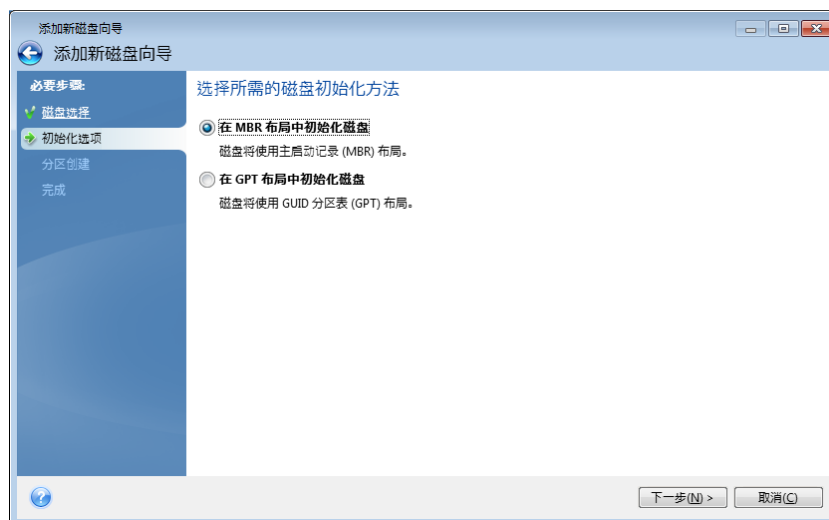 添加新磁盘向导
添加新磁盘向导
必要步骤:
磁盘选择
初始化选项
分区创建
完成
选择所需的磁盘初始化方法
在 MBR 布局中初始化磁盘
磁盘将使用主启动记录 (MBR) 布局。
在 GPT 布局中初始化磁盘
磁盘将使用 GUID 分区表 (GPT) 布局。
下一步(N) >
取消(C)